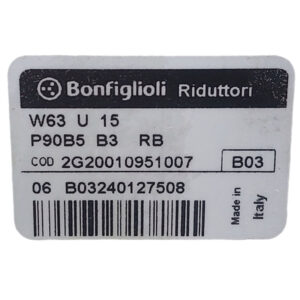 Bonfiglioli Riduttori
W63 U 15
P90B5 B3 RB
COD 2G20010951007 B03
06 B03240127508
Made in
Italy